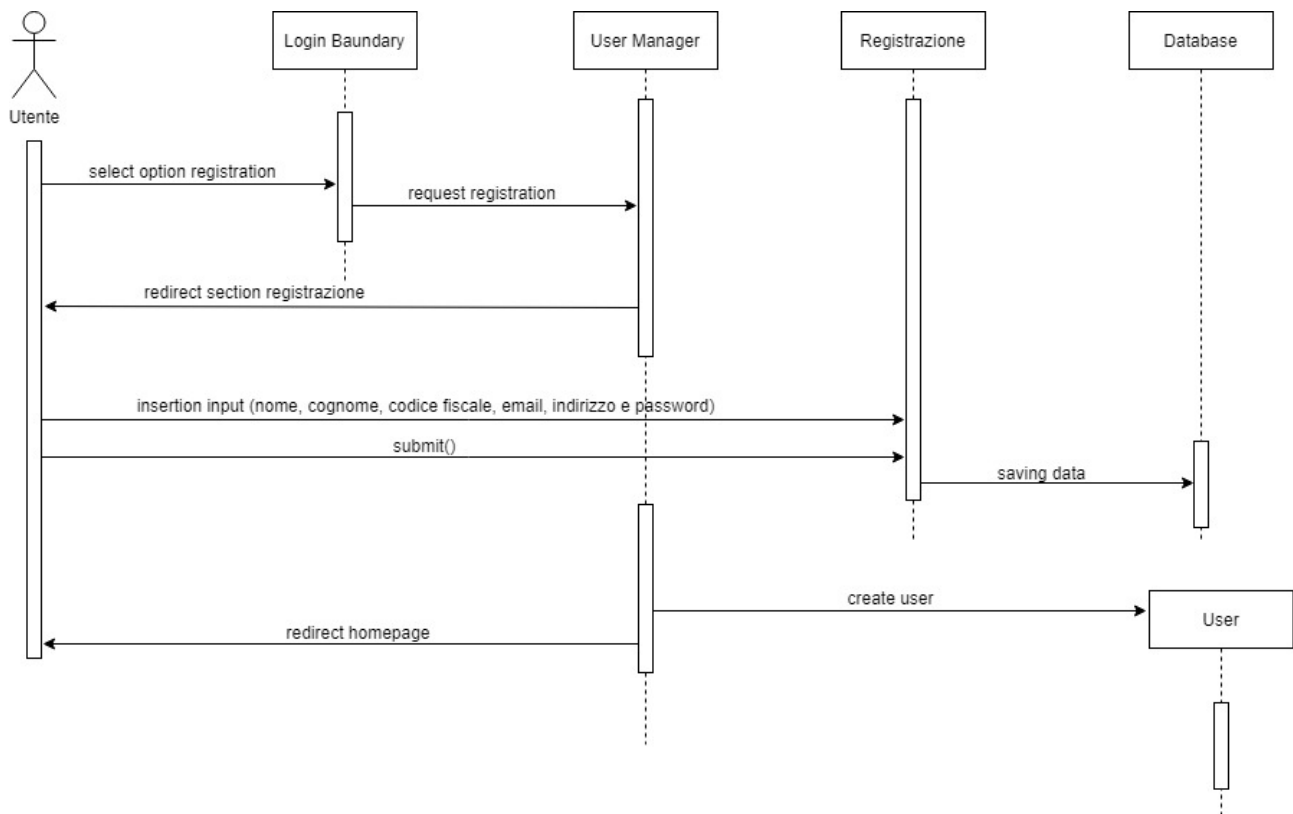 Login Baundary
User Manager
Registrazione
Database
Utente
select option registration
request registration
redirect section registrazione
insertion input (nome, cognome, codice fiscale, email, indirizzo e password)
submit()
saving data
create user
User
redirect homepage